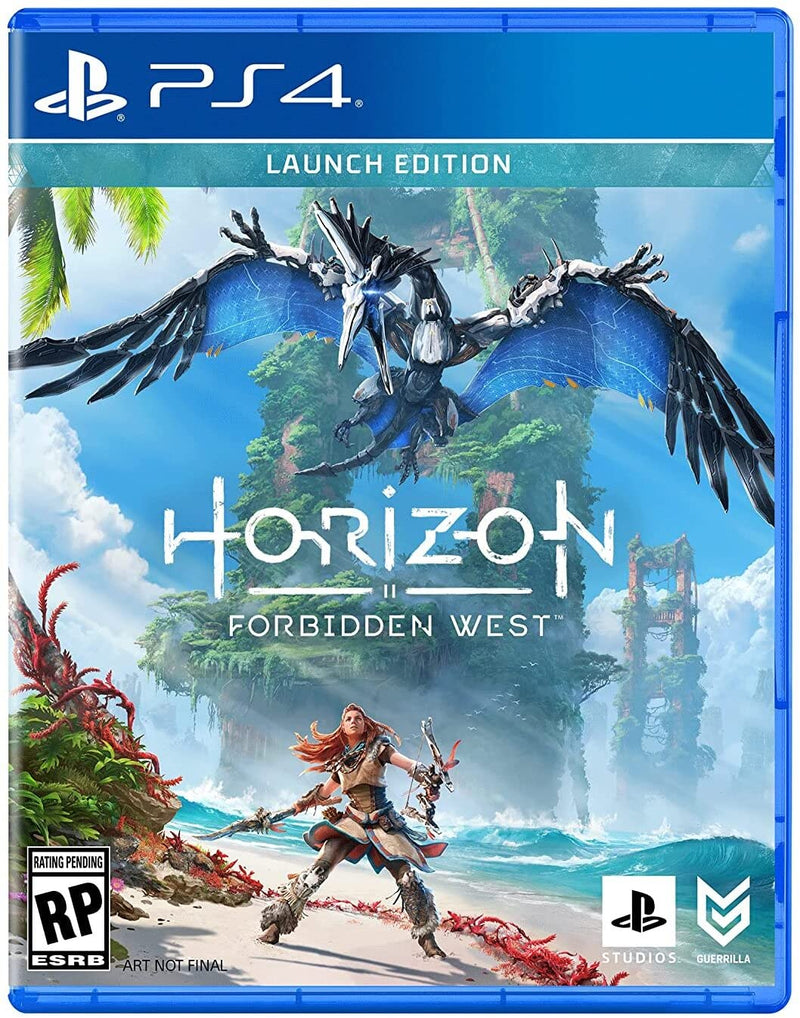 PS4®
LAUNCH EDITION
HORIZON
II
FORBIDDEN WEST™
RATING PENDING
RP
ESRB
ART NOT FINAL
STUDIOS
GUERRILLA